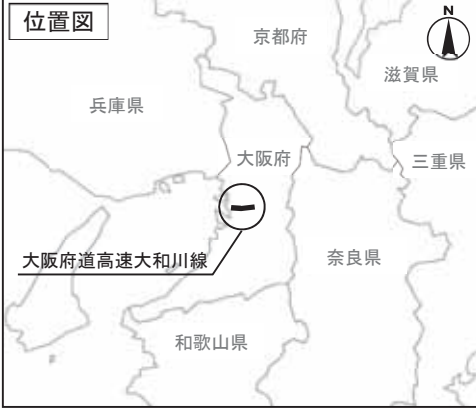 位置図
N
京都府
滋賀県
兵庫県
大阪府
三重県
大阪府道高速大和川線
奈良県
和歌山県